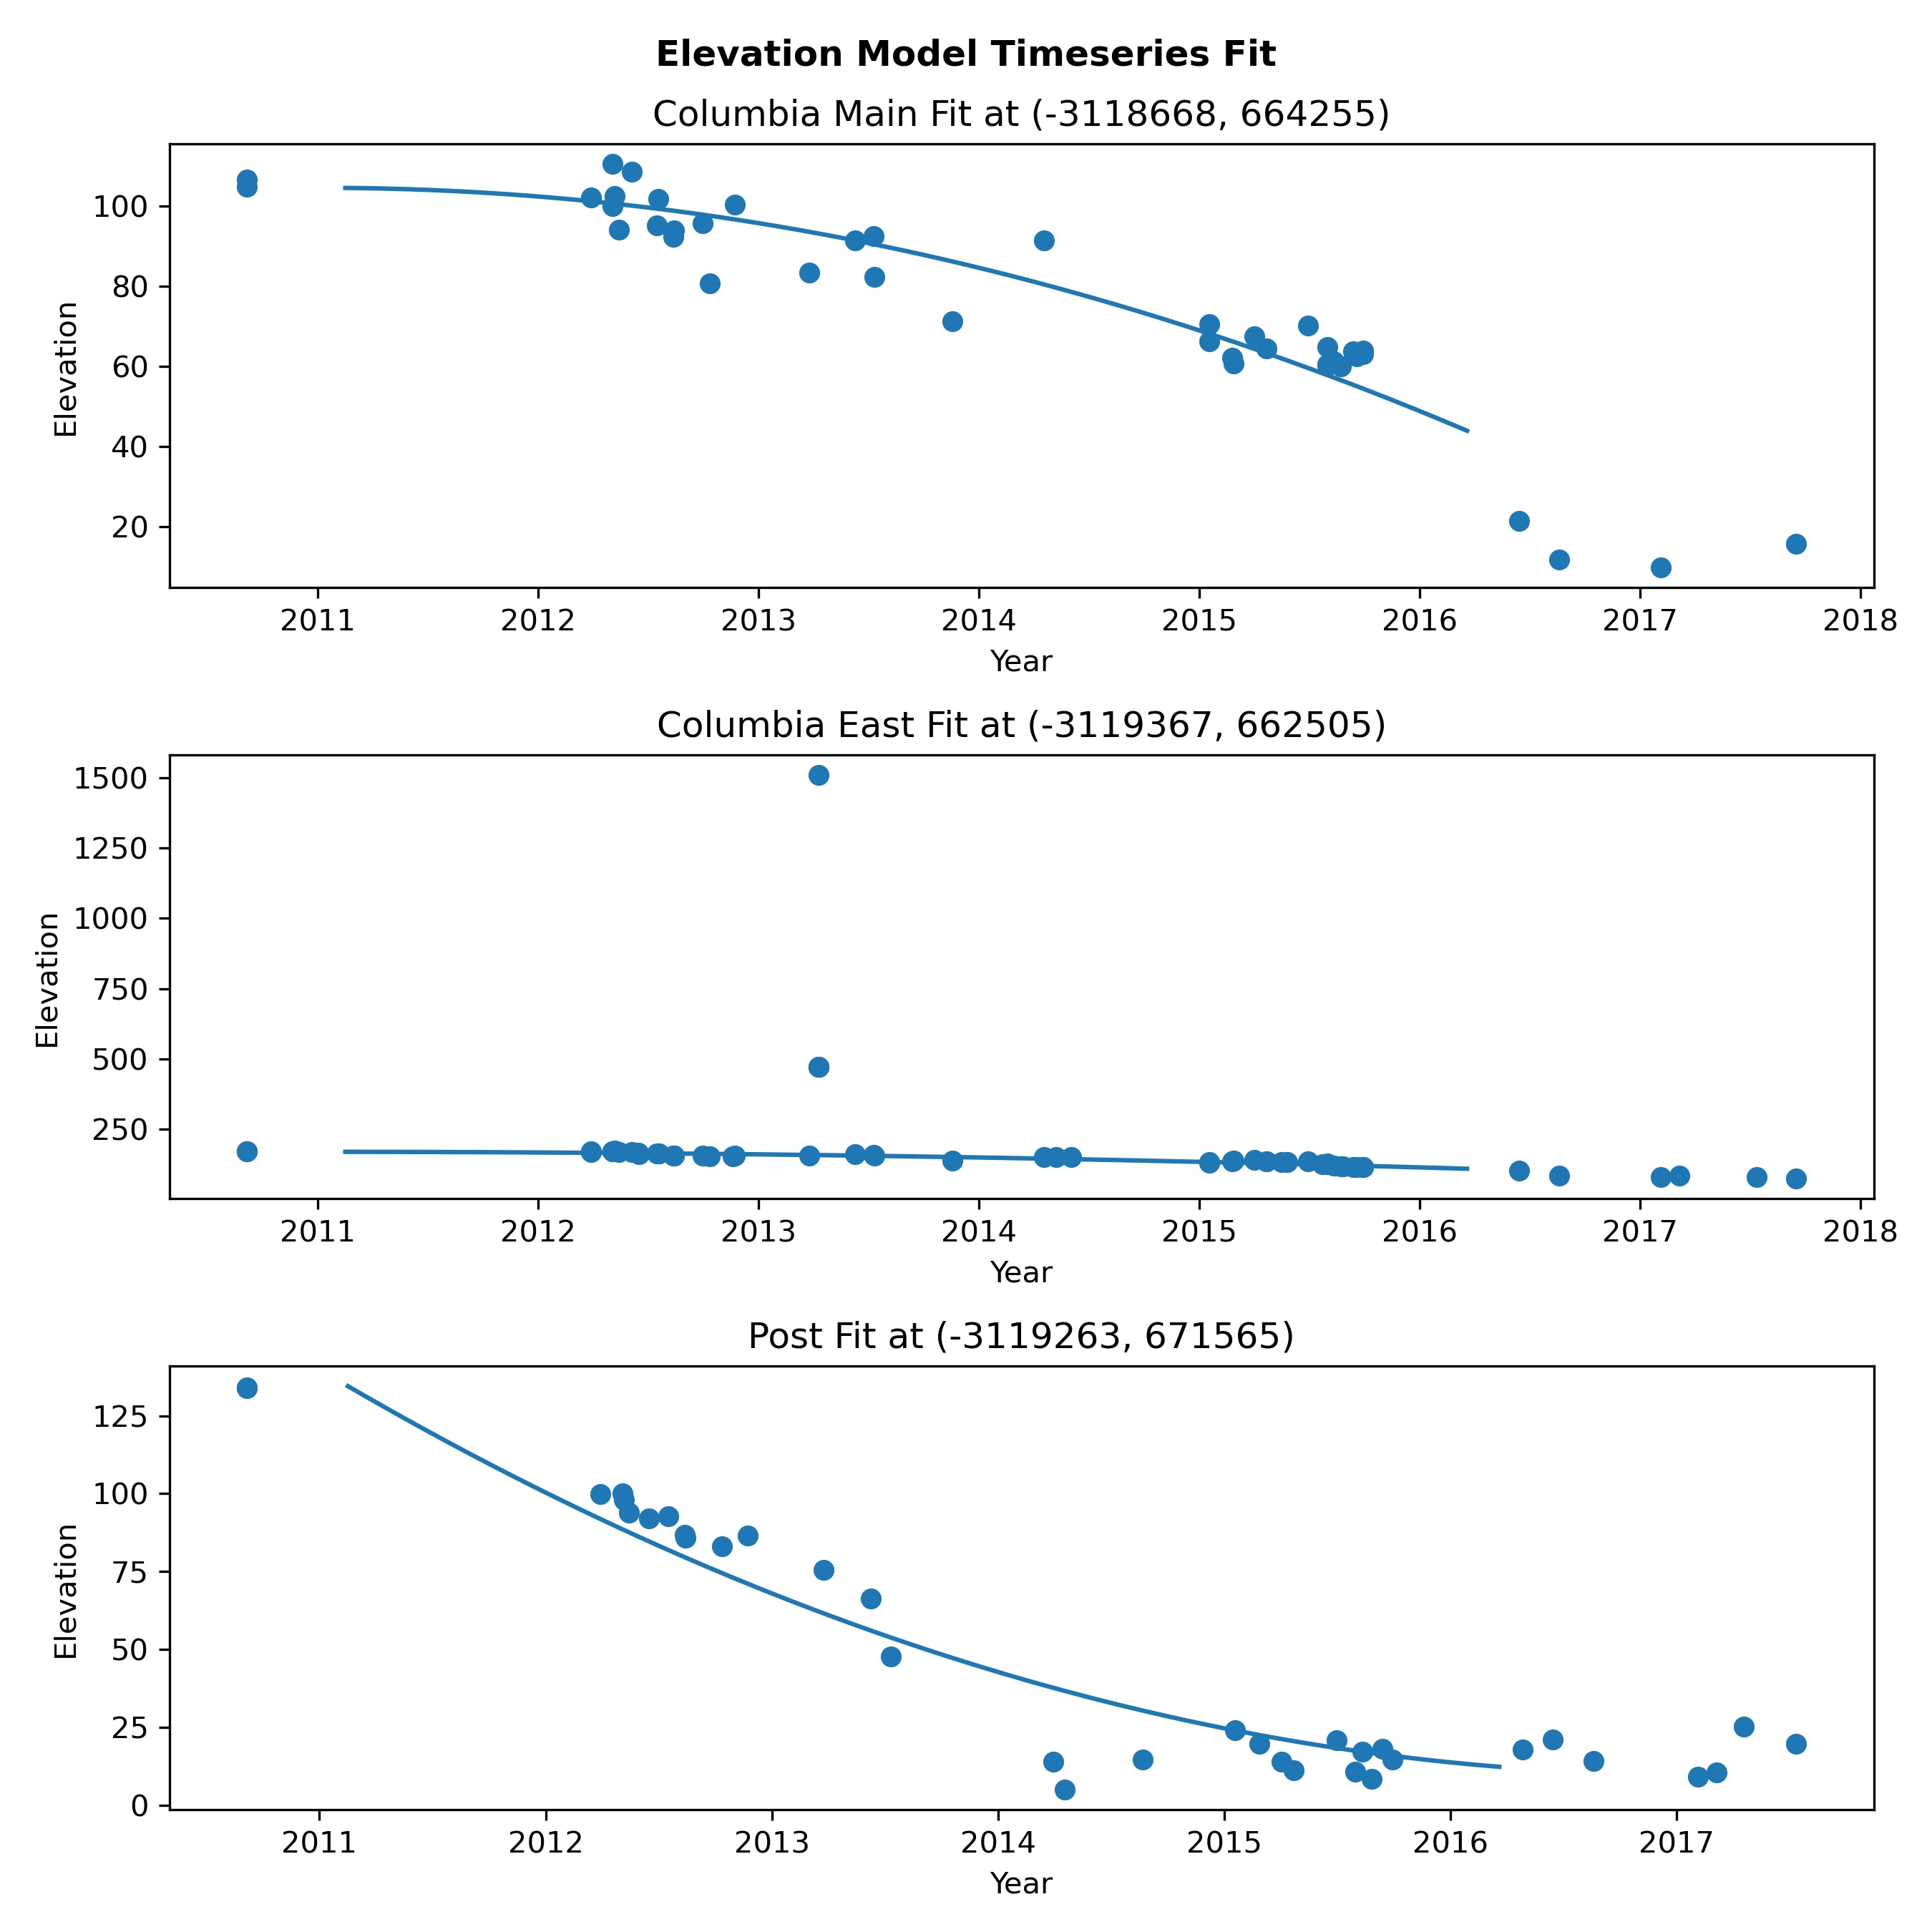 Elevation Model Timeseries Fit
Columbia Main Fit at (-3118668, 664255)
100
80
60
40
20
Elevation
2011 2012 2013 2014 2015 2016 2017 2018
Year
Columbia East Fit at (-3119367, 662505)
1500
1250
1000
750
500
250
Elevation
2011 2012 2013 2014 2015 2016 2017 2018
Year
Post Fit at (-3119263, 671565)
125
100
75
50
25
0
Elevation
2011 2012 2013 2014 2015 2016 2017
Year